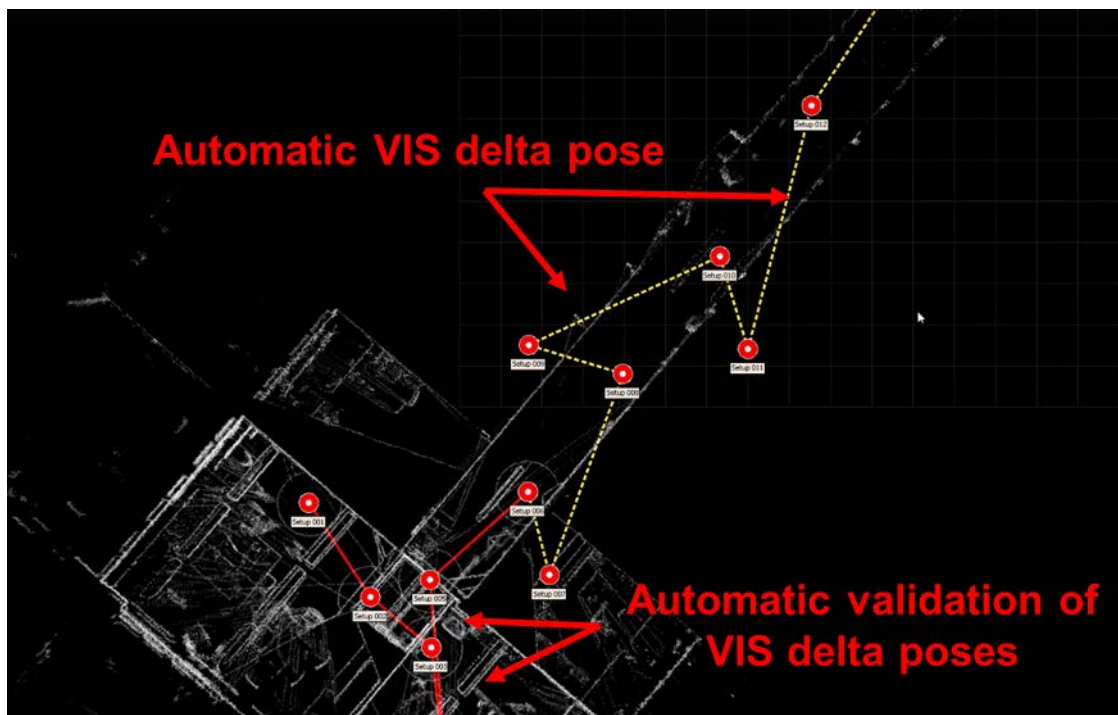 Automatic VIS delta pose
Setup 012
Setup 010
Setup 009
Setup 011
Setup 008
Setup 006
Setup 001
Setup 007
Setup 005
Setup 002
Setup 003
Automatic validation of
VIS delta poses